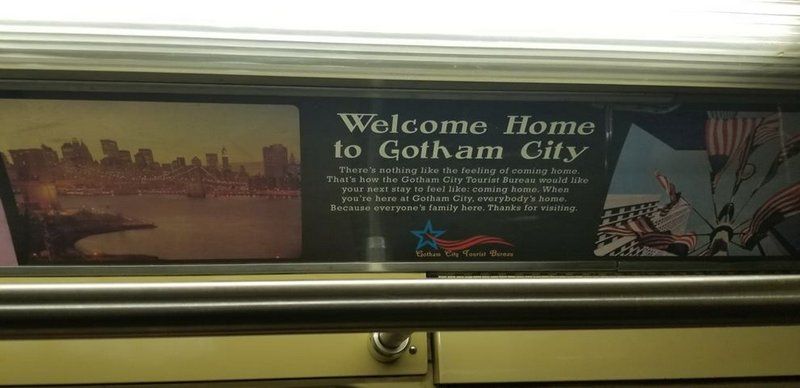 Welcome Home
to Gotham City
There's nothing like the feeling of coming home.
That's how the Gotham City Tourist Bureau would like
your next stay to feel like: coming home. When
you're here at Gotham City, everybody's home.
Because everyone's family here. Thanks for visiting.
Gotham City Tourist Bureau